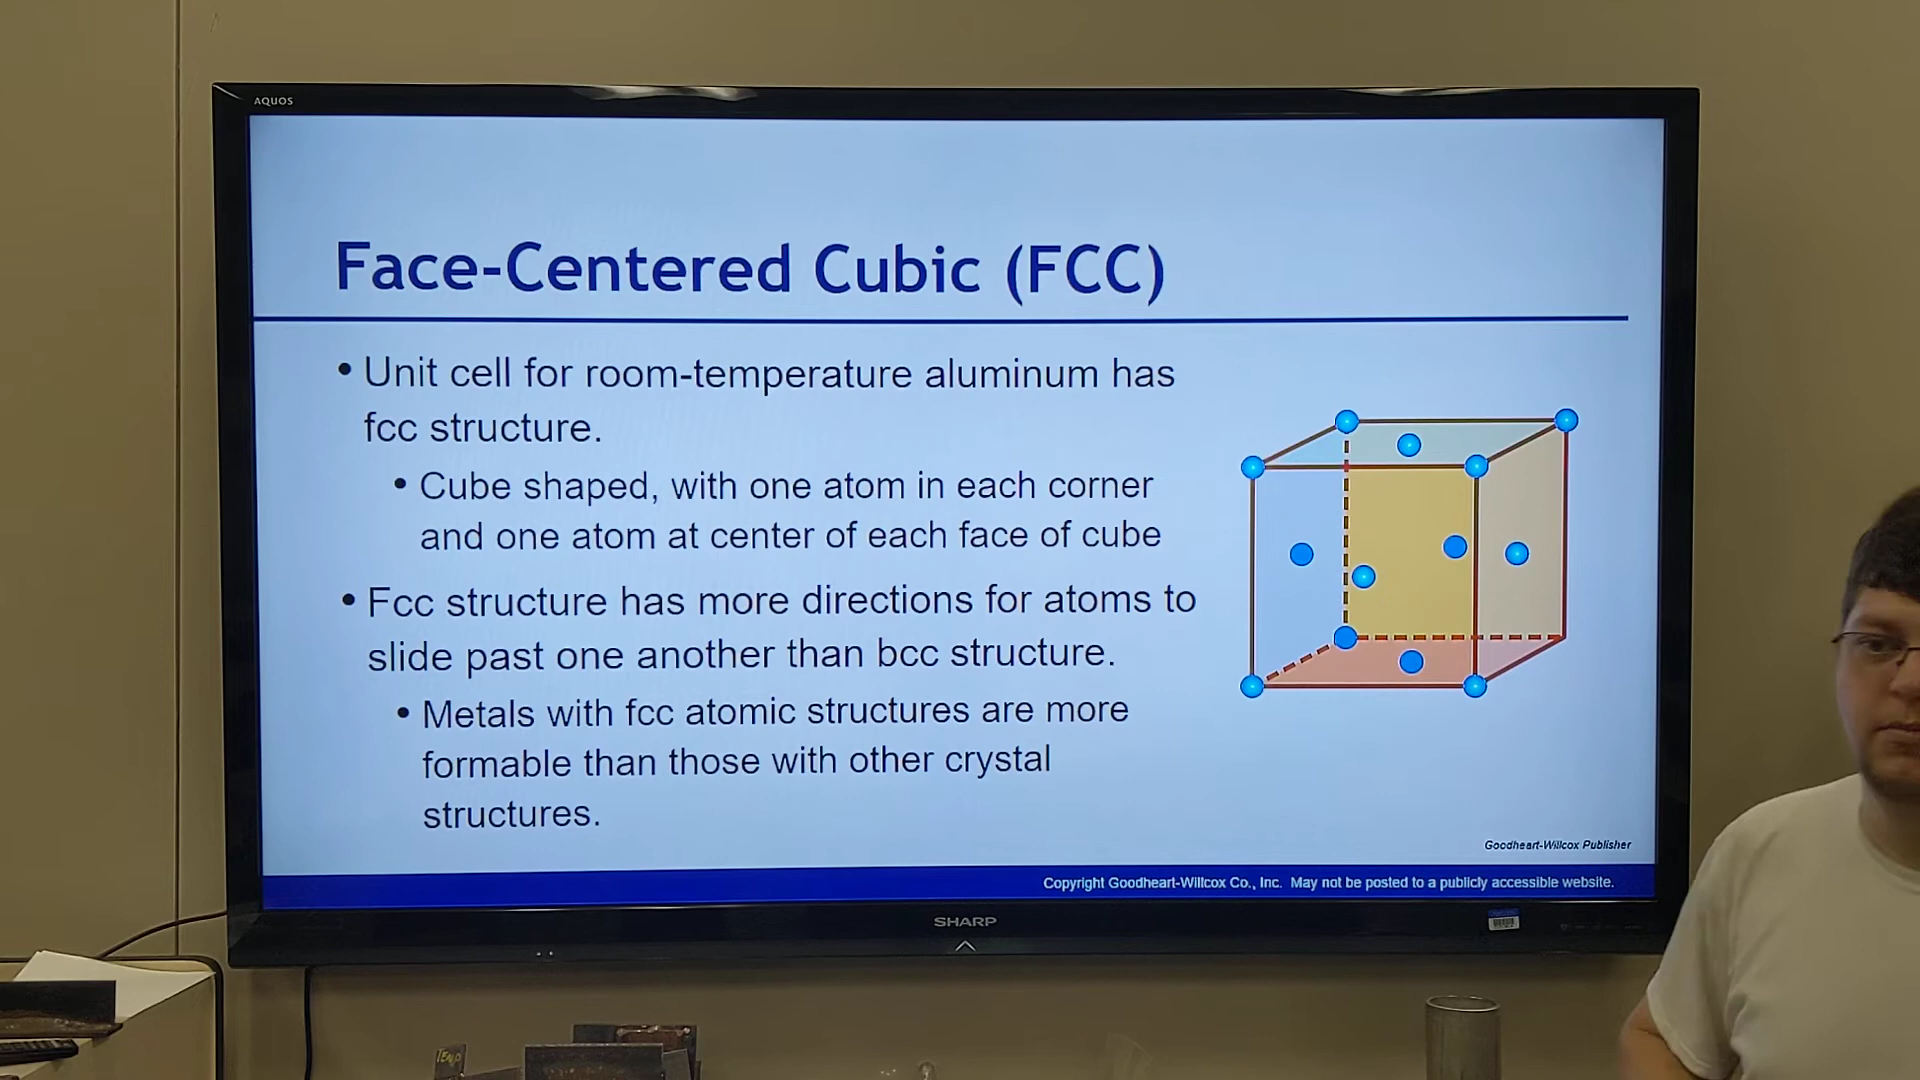 AQUOS
Face-Centered Cubic (FCC)
• Unit cell for room-temperature aluminum has
fcc structure.
• Cube shaped, with one atom in each corner
and one atom at center of each face of cube
• Fcc structure has more directions for atoms to
slide past one another than bcc structure.
• Metals with fcc atomic structures are more
formable than those with other crystal
structures.
Goodheart-Willcox Publisher
Copyright Goodheart-Willcox Co., Inc. May not be posted to a publicly accessible website.
SHARP